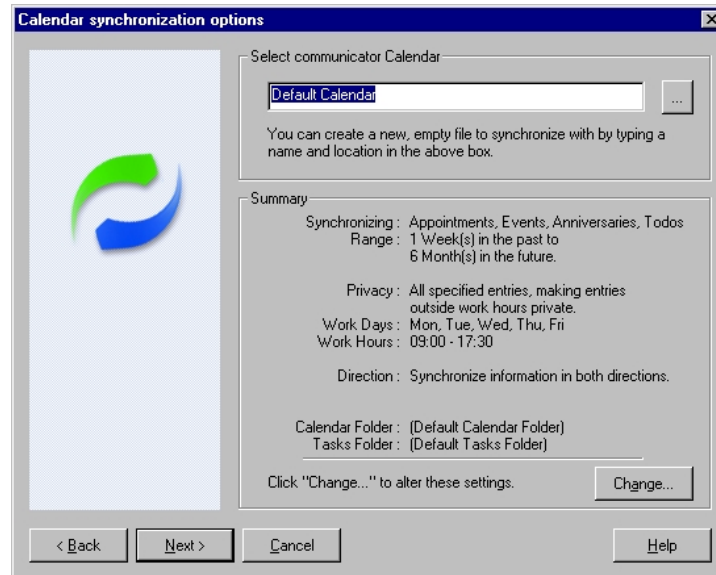 Calendar synchronization options
Select communicator Calendar
Default Calendar
...
You can create a new, empty file to synchronize with by typing a
name and location in the above box.
Summary
Synchronizing : Appointments, Events, Anniversaries, Todos
Range : 1 Week(s) in the past to
6 Month(s) in the future.
Privacy : All specified entries, making entries
outside work hours private.
Work Days : Mon, Tue, Wed, Thu, Fri
Work Hours : 09:00 - 17:30
Direction : Synchronize information in both directions.
Calendar Folder : (Default Calendar Folder)
Tasks Folder : (Default Tasks Folder)
Click "Change..." to alter these settings.
Change...
< Back
Next >
Cancel
Help